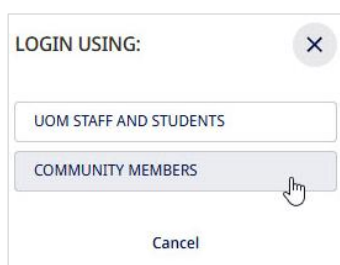 LOGIN USING:
UOM STAFF AND STUDENTS
COMMUNITY MEMBERS
Cancel